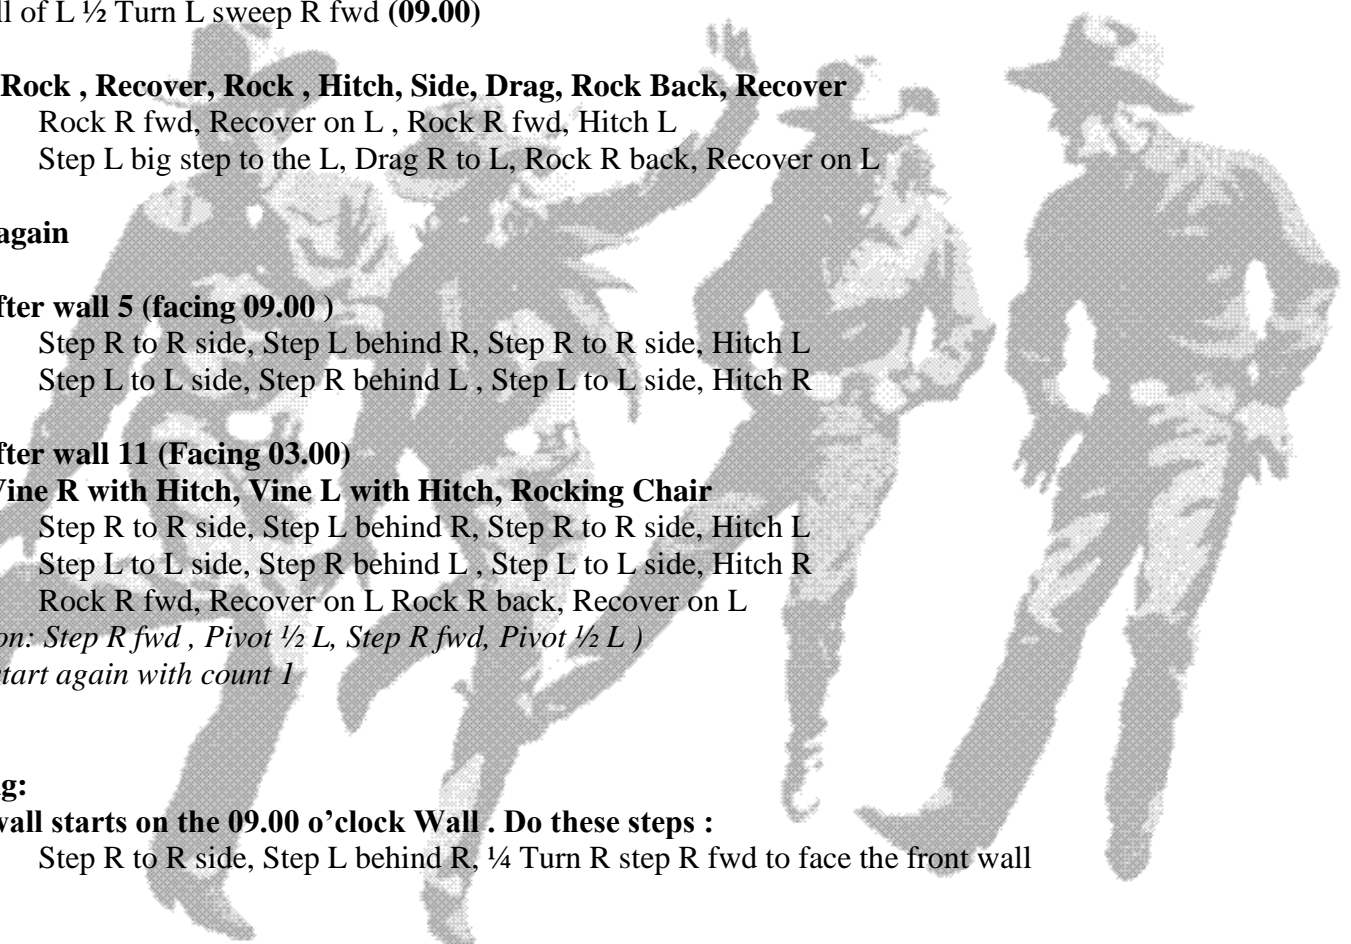 ll of L ½ Turn L sweep R fwd (09.00)
Rock , Recover, Rock , Hitch, Side, Drag, Rock Back, Recover
Rock R fwd, Recover on L , Rock R fwd, Hitch L
Step L big step to the L, Drag R to L, Rock R back, Recover on L
again
fter wall 5 (facing 09.00 )
Step R to R side, Step L behind R, Step R to R side, Hitch L
Step L to L side, Step R behind L , Step L to L side, Hitch R
fter wall 11 (Facing 03.00)
Vine R with Hitch, Vine L with Hitch, Rocking Chair
Step R to R side, Step L behind R, Step R to R side, Hitch L
Step L to L side, Step R behind L , Step L to L side, Hitch R
Rock R fwd, Recover on L Rock R back, Recover on L
on: Step R fwd , Pivot ½ L, Step R fwd, Pivot ½ L )
start again with count 1
g:
wall starts on the 09.00 o’clock Wall . Do these steps :
Step R to R side, Step L behind R, ¼ Turn R step R fwd to face the front wall